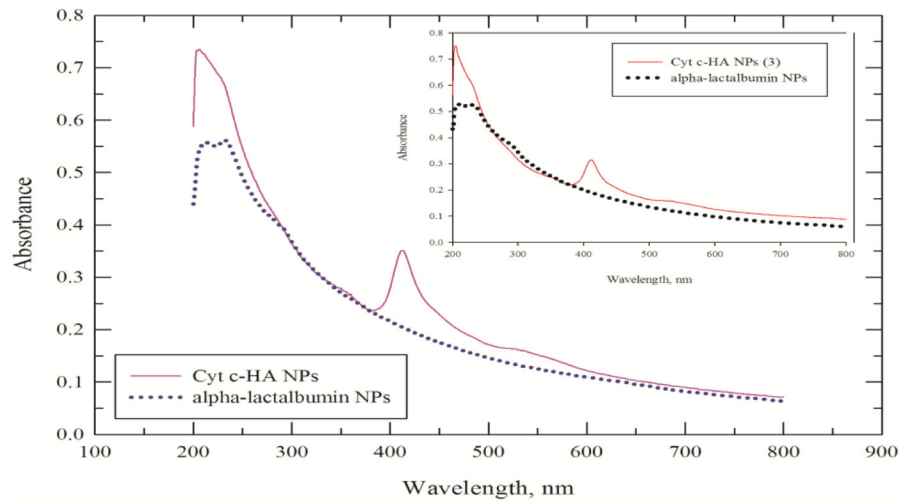 0.8
0.7
0.6
0.5
0.4
0.3
0.2
0.1
0.0
Absorbance
100 200 300 400 500 600 700 800 900
Wavelength, nm
Cyt c-HA NPs
alpha-lactalbumin NPs
0.8
0.7
0.6
0.5
0.4
0.3
0.2
0.1
0.0
Absorbance
200 300 400 500 600 700 800
Wavelength, nm
Cyt c-HA NPs (3)
alpha-lactalbumin NPs